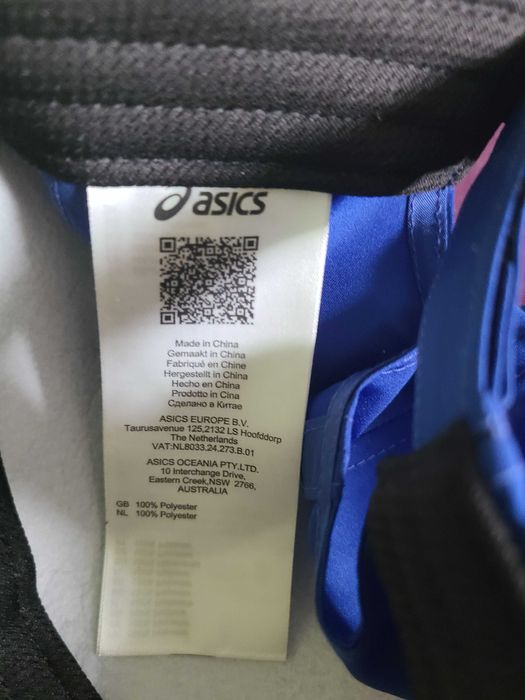 asics
Made in China
Gemaakt in China
Fabriqué en Chine
Hergestellt in China
Hecho en China
Prodotto in Cina
Сделано в Китае
ASICS EUROPE B.V.
Taurusavenue 125,2132 LS Hoofddorp
The Netherlands
VAT:NL8033.24.273.B.01
ASICS OCEANIA PTY.LTD.
10 Interchange Drive,
Eastern Creek,NSW 2766,
AUSTRALIA
GB 100% Polyester
NL 100% Polyester